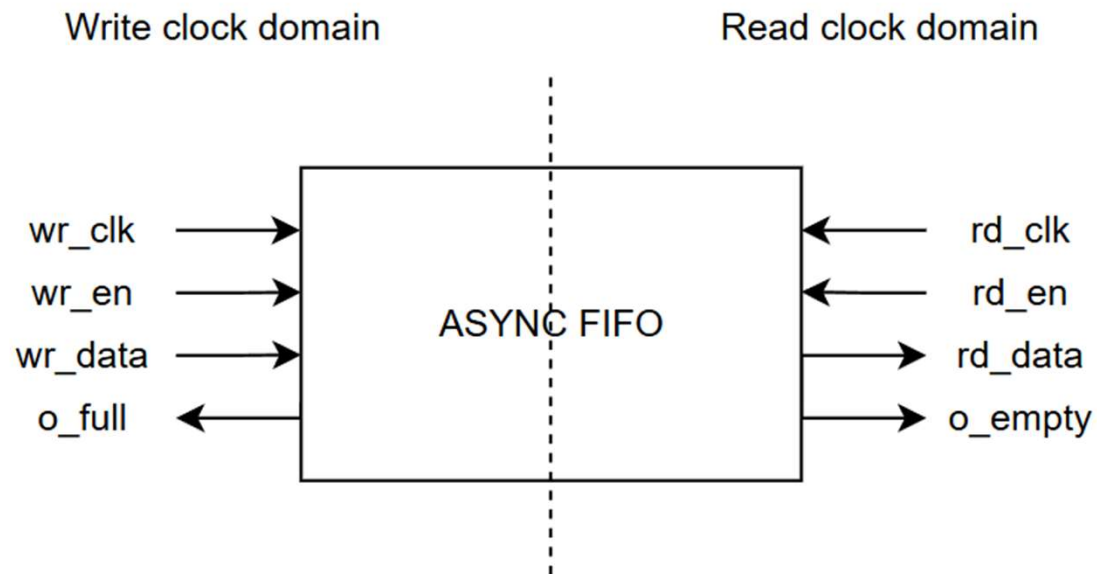 Write clock domain
Read clock domain
wr_clk
wr_en
wr_data
o_full
ASYNC FIFO
rd_clk
rd_en
rd_data
o_empty